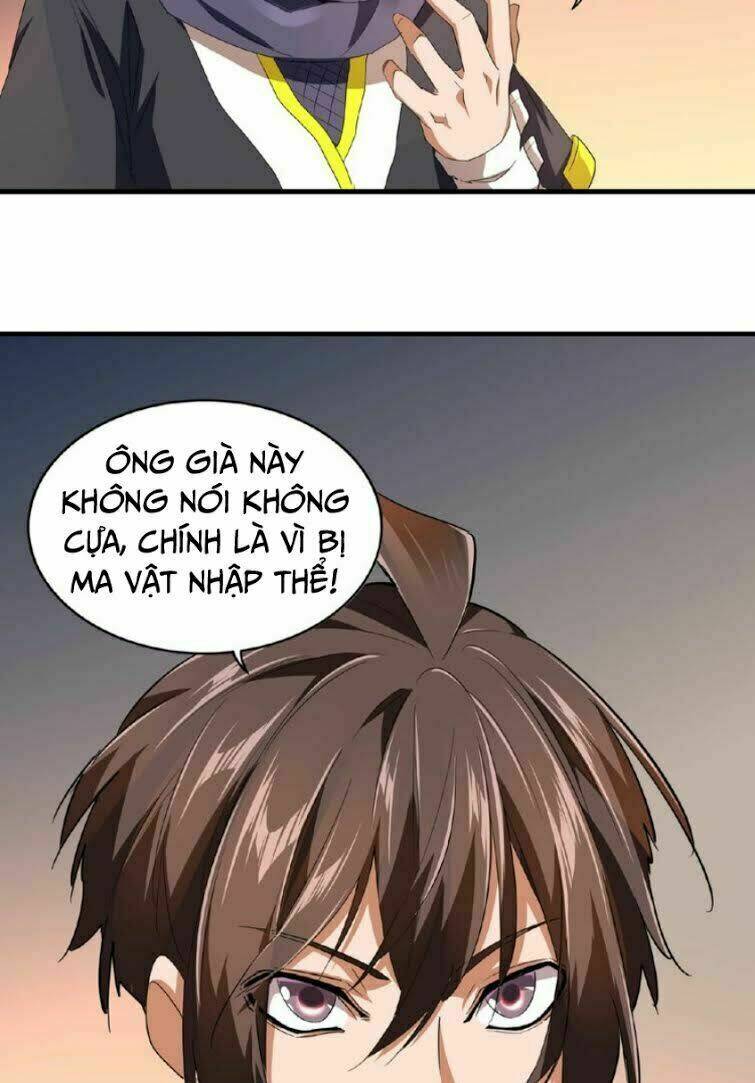 ÔNG GIÀ NÀY
KHÔNG NÓI KHÔNG
CỰA, CHÍNH LÀ VÌ BỊ
MA VẬT NHẬP THỂ!